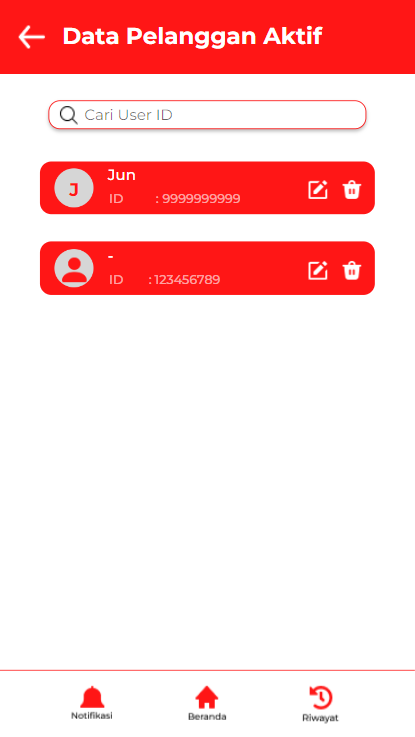 Data Pelanggan Aktif
Cari User ID
J
Jun
ID : 9999999999
-
ID : 123456789
Notifikasi
Beranda
Riwayat